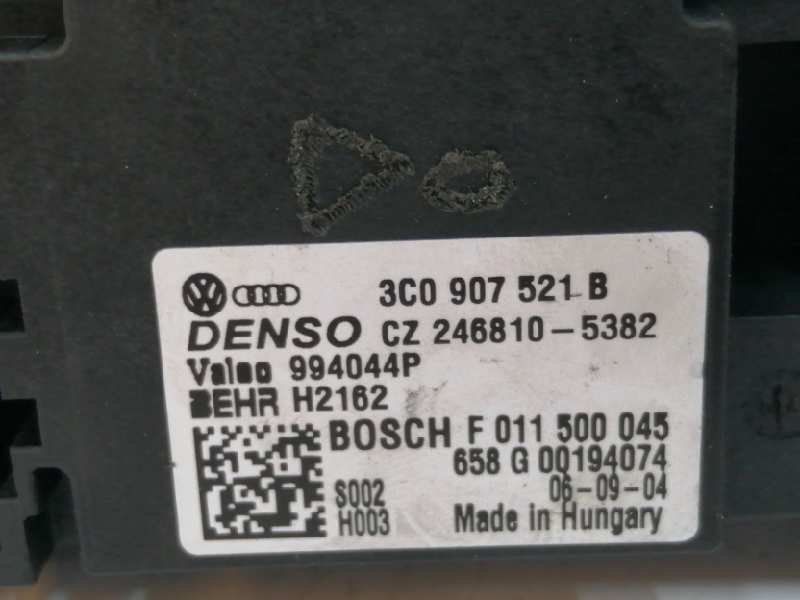 3C0 907 521 B
DENSO CZ 246810-5382
Valeo 994044P
BEHR H2162
BOSCH F 011 500 045
658 G 00194074
S002 06-09-04
H003 Made in Hungary